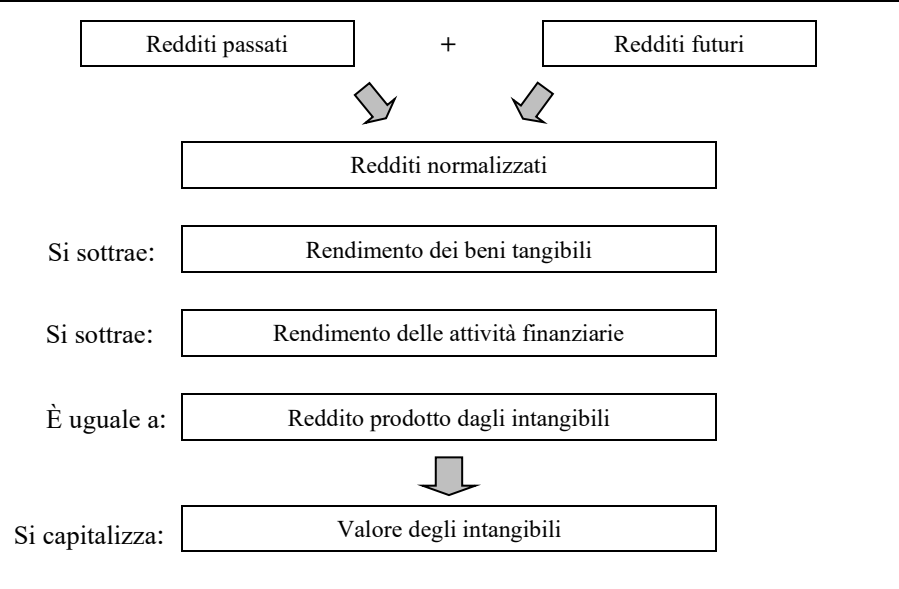 Redditi passati + Redditi futuri
Redditi normalizzati
Si sottrae: Rendimento dei beni tangibili
Si sottrae: Rendimento delle attività finanziarie
È uguale a: Reddito prodotto dagli intangibili
Si capitalizza: Valore degli intangibili